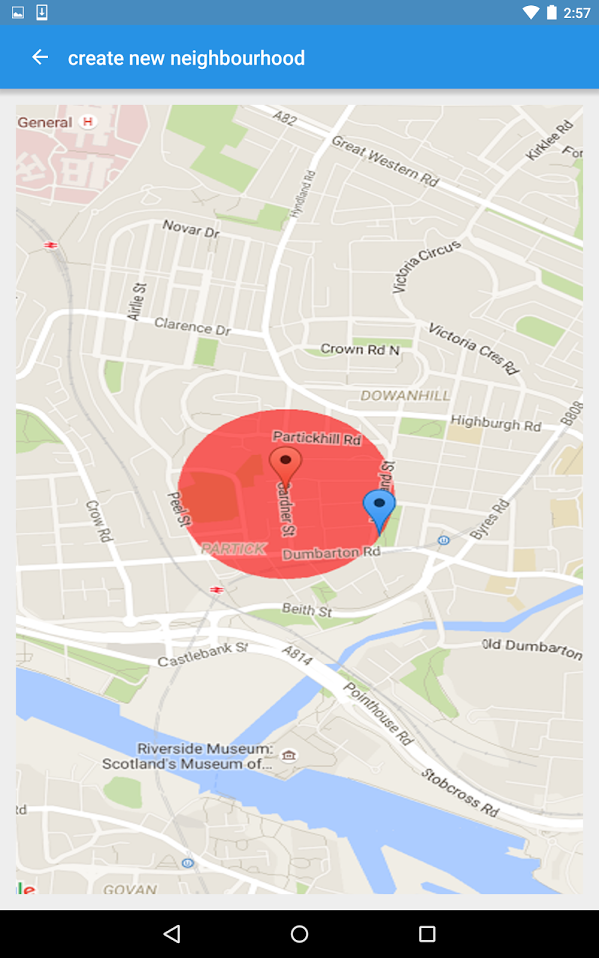 2:57
create new neighbourhood
General H
A82
Great Western Rd
Kirklee Rd
Hyndland Rd
Novar Dr
Victoria Circus
Airlie St
Clarence Dr
Crown Rd N
Victoria Cres Rd
DOWANHILL
Highburgh Rd
B808
Partickhill Rd
Gardner St
Peel St
Crow Rd
Byres Rd
PARTICK
Dumbarton Rd
Beith St
Castlebank St
A814
Old Dumbarton
Pointhouse Rd
Riverside Museum:
Scotland's Museum of...
Stobcross Rd
GOVAN